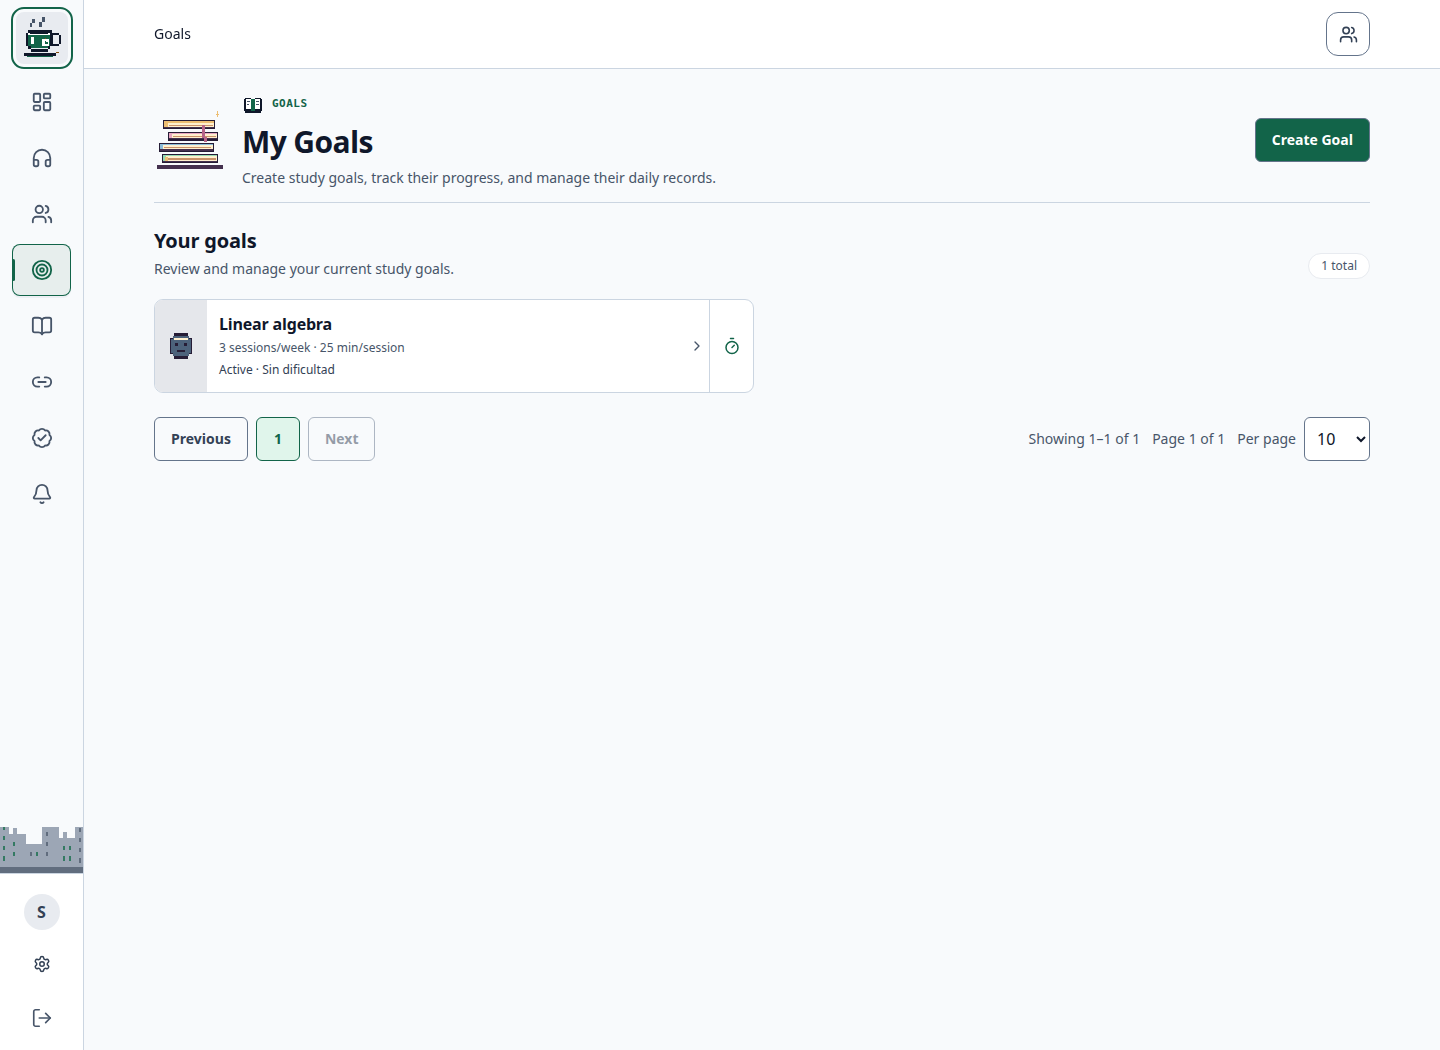 Goals
GOALS
My Goals
Create study goals, track their progress, and manage their daily records.
Create Goal
Your goals
Review and manage your current study goals.
1 total
Linear algebra
3 sessions/week · 25 min/session
Active · Sin dificultad
Previous
1
Next
Showing 1–1 of 1
Page 1 of 1
Per page
10
S